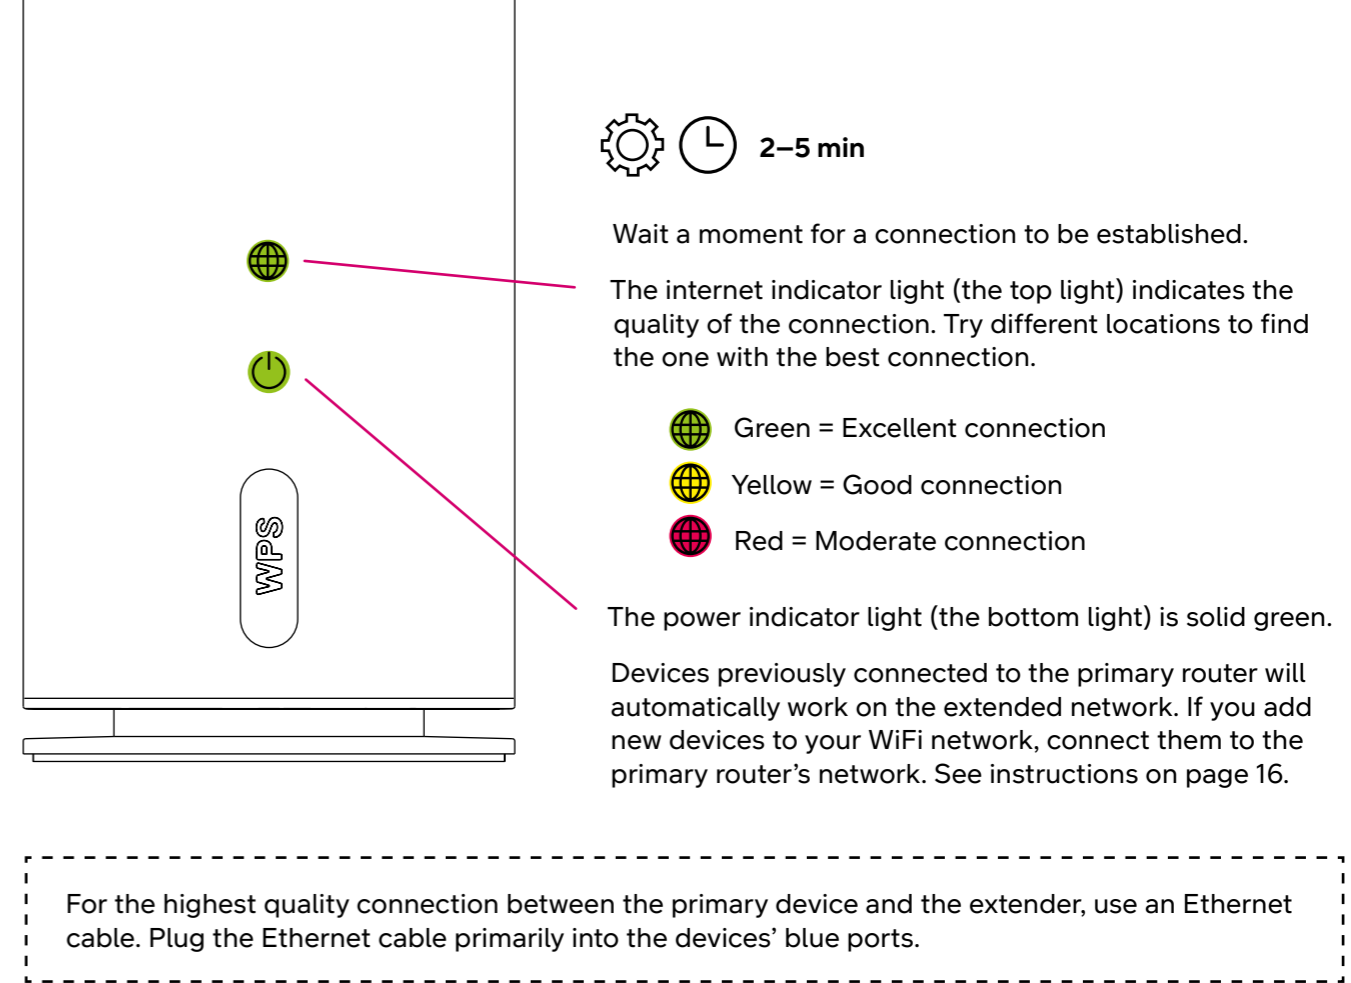 2–5 min
Wait a moment for a connection to be established.
The internet indicator light (the top light) indicates the
quality of the connection. Try different locations to find
the one with the best connection.
Green = Excellent connection
Yellow = Good connection
Red = Moderate connection
WPS
The power indicator light (the bottom light) is solid green.
Devices previously connected to the primary router will
automatically work on the extended network. If you add
new devices to your WiFi network, connect them to the
primary router’s network. See instructions on page 16.
For the highest quality connection between the primary device and the extender, use an Ethernet
cable. Plug the Ethernet cable primarily into the devices’ blue ports.